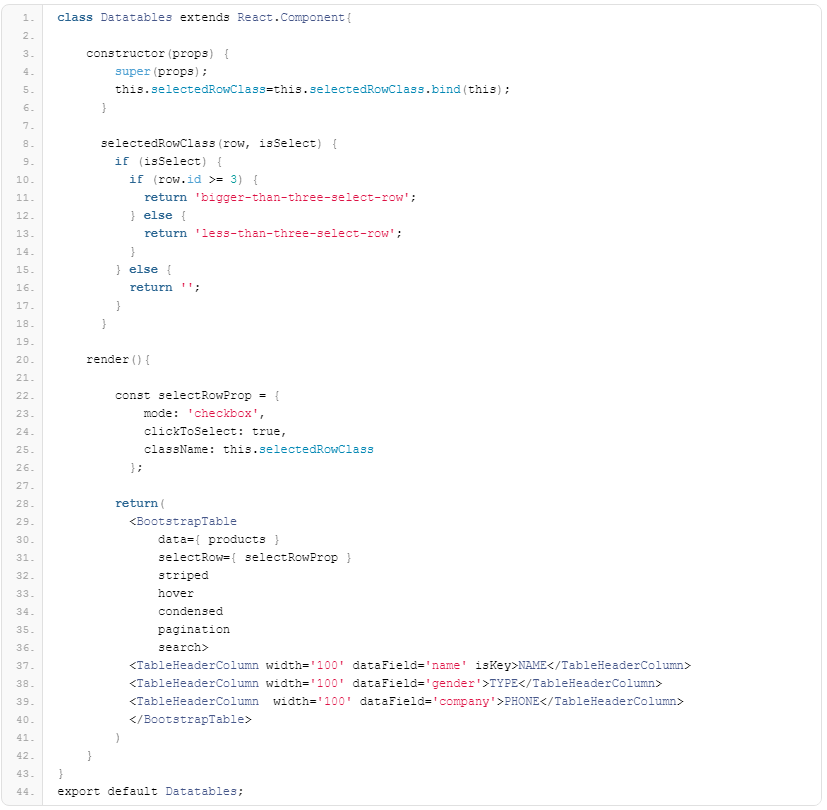 1. class Datatables extends React.Component{
2.
3.     constructor(props) {
4.         super(props);
5.         this.selectedRowClass=this.selectedRowClass.bind(this);
6.       }
7.
8.       selectedRowClass(row, isSelect) {
9.         if (isSelect) {
10.           if (row.id >= 3) {
11.             return 'bigger-than-three-select-row';
12.           } else {
13.             return 'less-than-three-select-row';
14.           }
15.         } else {
16.           return '';
17.         }
18.       }
19.
20.     render(){
21.
22.         const selectRowProp = {
23.             mode: 'checkbox',
24.             clickToSelect: true,
25.             className: this.selectedRowClass
26.           };
27.
28.         return(
29.           <BootstrapTable
30.               data={ products }
31.               selectRow={ selectRowProp }
32.               striped
33.               hover
34.               condensed
35.               pagination
36.               search>
37.           <TableHeaderColumn width='100' dataField='name' isKey>NAME</TableHeaderColumn>
38.           <TableHeaderColumn width='100' dataField='gender'>TYPE</TableHeaderColumn>
39.           <TableHeaderColumn  width='100' dataField='company'>PHONE</TableHeaderColumn>
40.           </BootstrapTable>
41.         )
42.     }
43. }
44. export default Datatables;